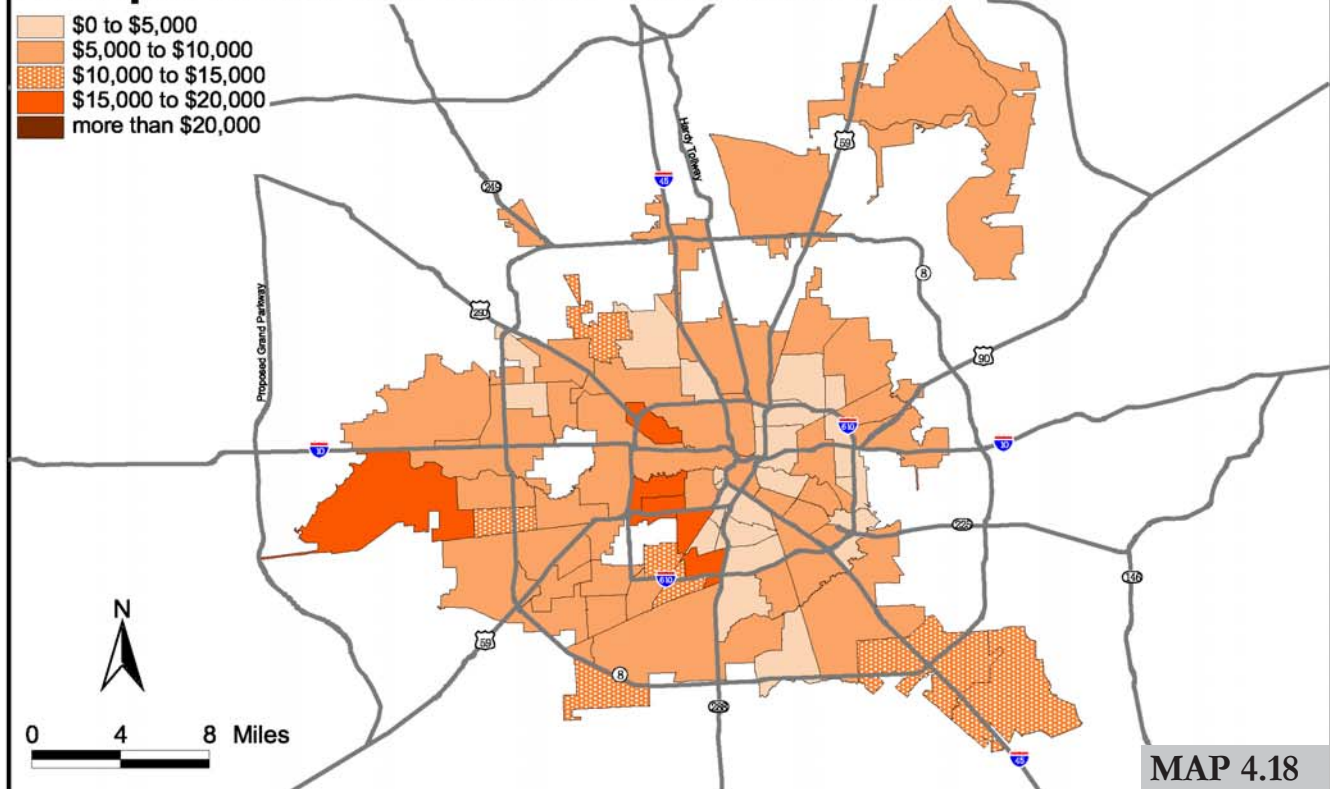 $0 to $5,000
$5,000 to $10,000
$10,000 to $15,000
$15,000 to $20,000
more than $20,000
Hardy Tollway
59
249
45
8
290
Proposed Grand Parkway
90
610
10
10
225
146
610
59
8
288
45
N
0 4 8 Miles
MAP 4.18